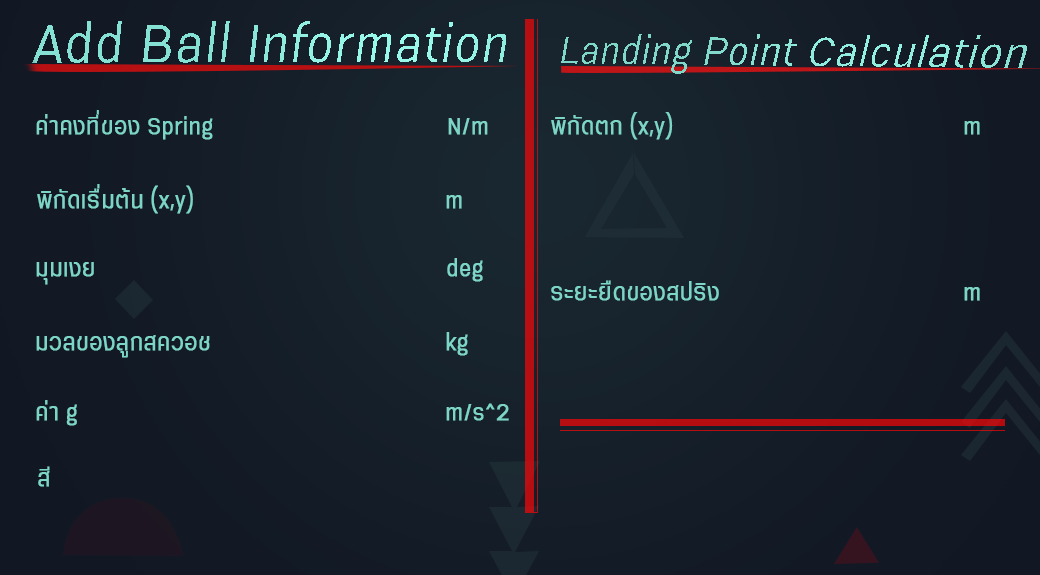 Add Ball Information
ค่าคงที่ของ Spring N/m
พิกัดเริ่มต้น (x,y) m
มุมเงย deg
มวลของลูกสควอช kg
ค่า g m/s^2
สี
Landing Point Calculation
พิกัดตก (x,y) m
ระยะยืดของสปริง m